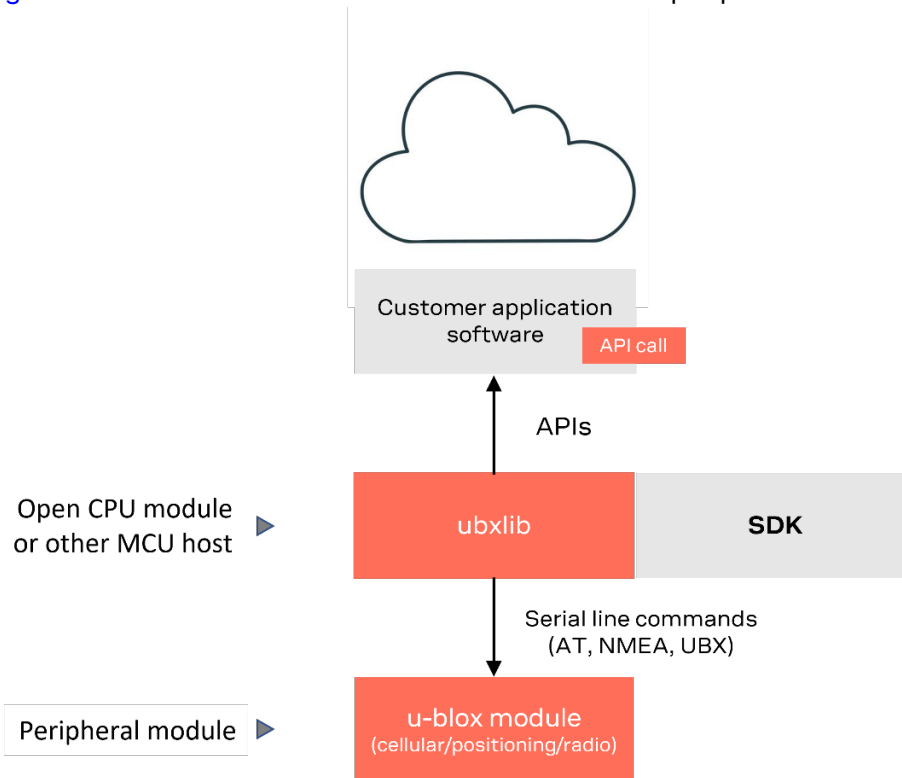 Customer application
software
API call
APIs
Open CPU module
or other MCU host
ubxlib
SDK
Serial line commands
(AT, NMEA, UBX)
Peripheral module
u-blox module
(cellular/positioning/radio)